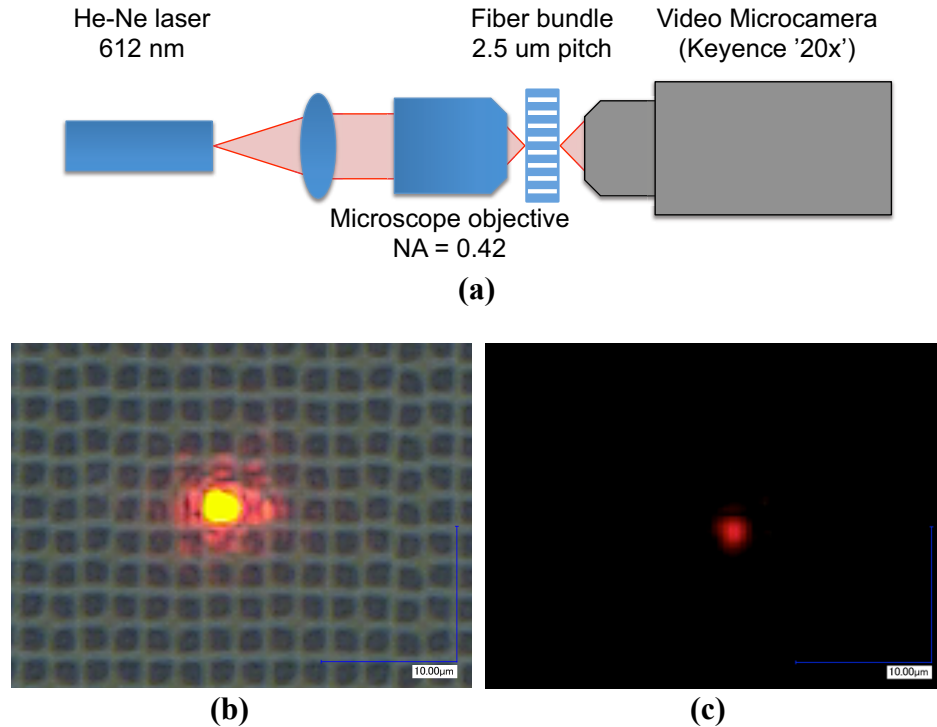 He-Ne laser
612 nm
Fiber bundle
2.5 um pitch
Video Microcamera
(Keyence ’20x’)
Microscope objective
NA = 0.42
(a)
10.00µm
10.00µm
(b)
(c)